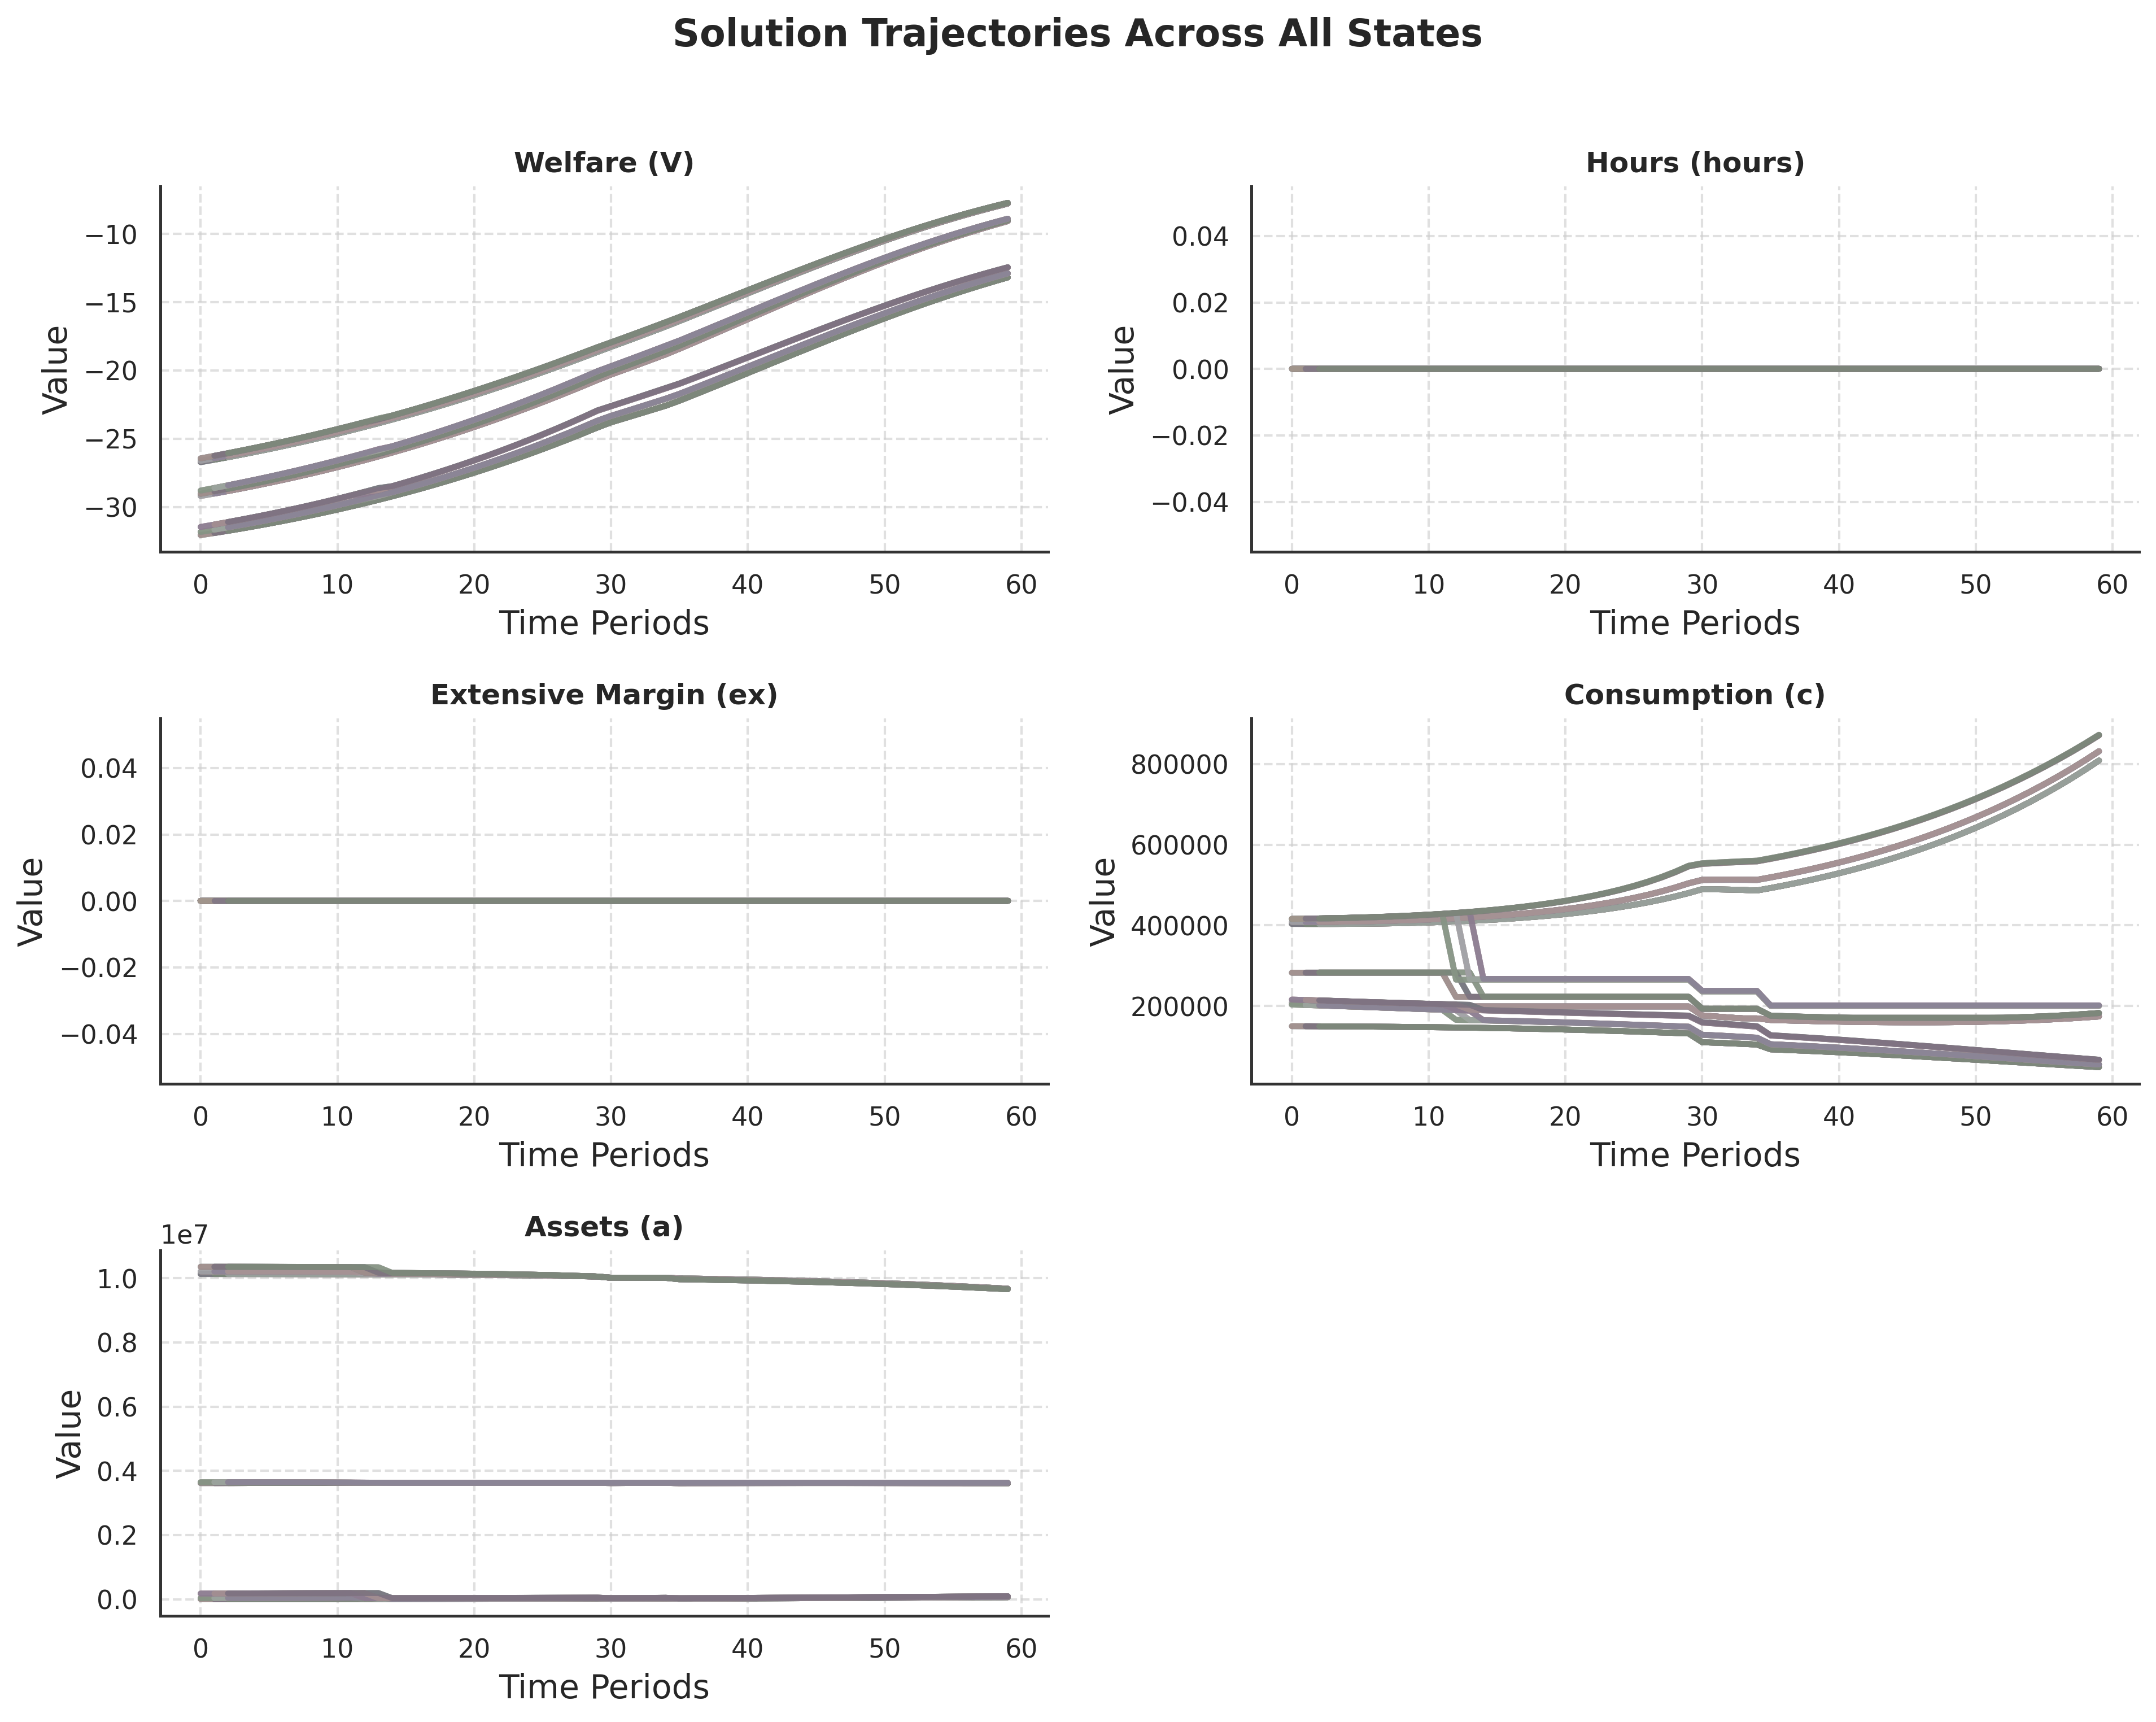 Solution Trajectories Across All States
Welfare (V)
Value
−10
−15
−20
−25
−30
0 10 20 30 40 50 60
Time Periods
Hours (hours)
Value
0.04
0.02
0.00
−0.02
−0.04
0 10 20 30 40 50 60
Time Periods
Extensive Margin (ex)
Value
0.04
0.02
0.00
−0.02
−0.04
0 10 20 30 40 50 60
Time Periods
Consumption (c)
Value
800000
600000
400000
200000
0 10 20 30 40 50 60
Time Periods
Assets (a)
1e7
Value
1.0
0.8
0.6
0.4
0.2
0.0
0 10 20 30 40 50 60
Time Periods